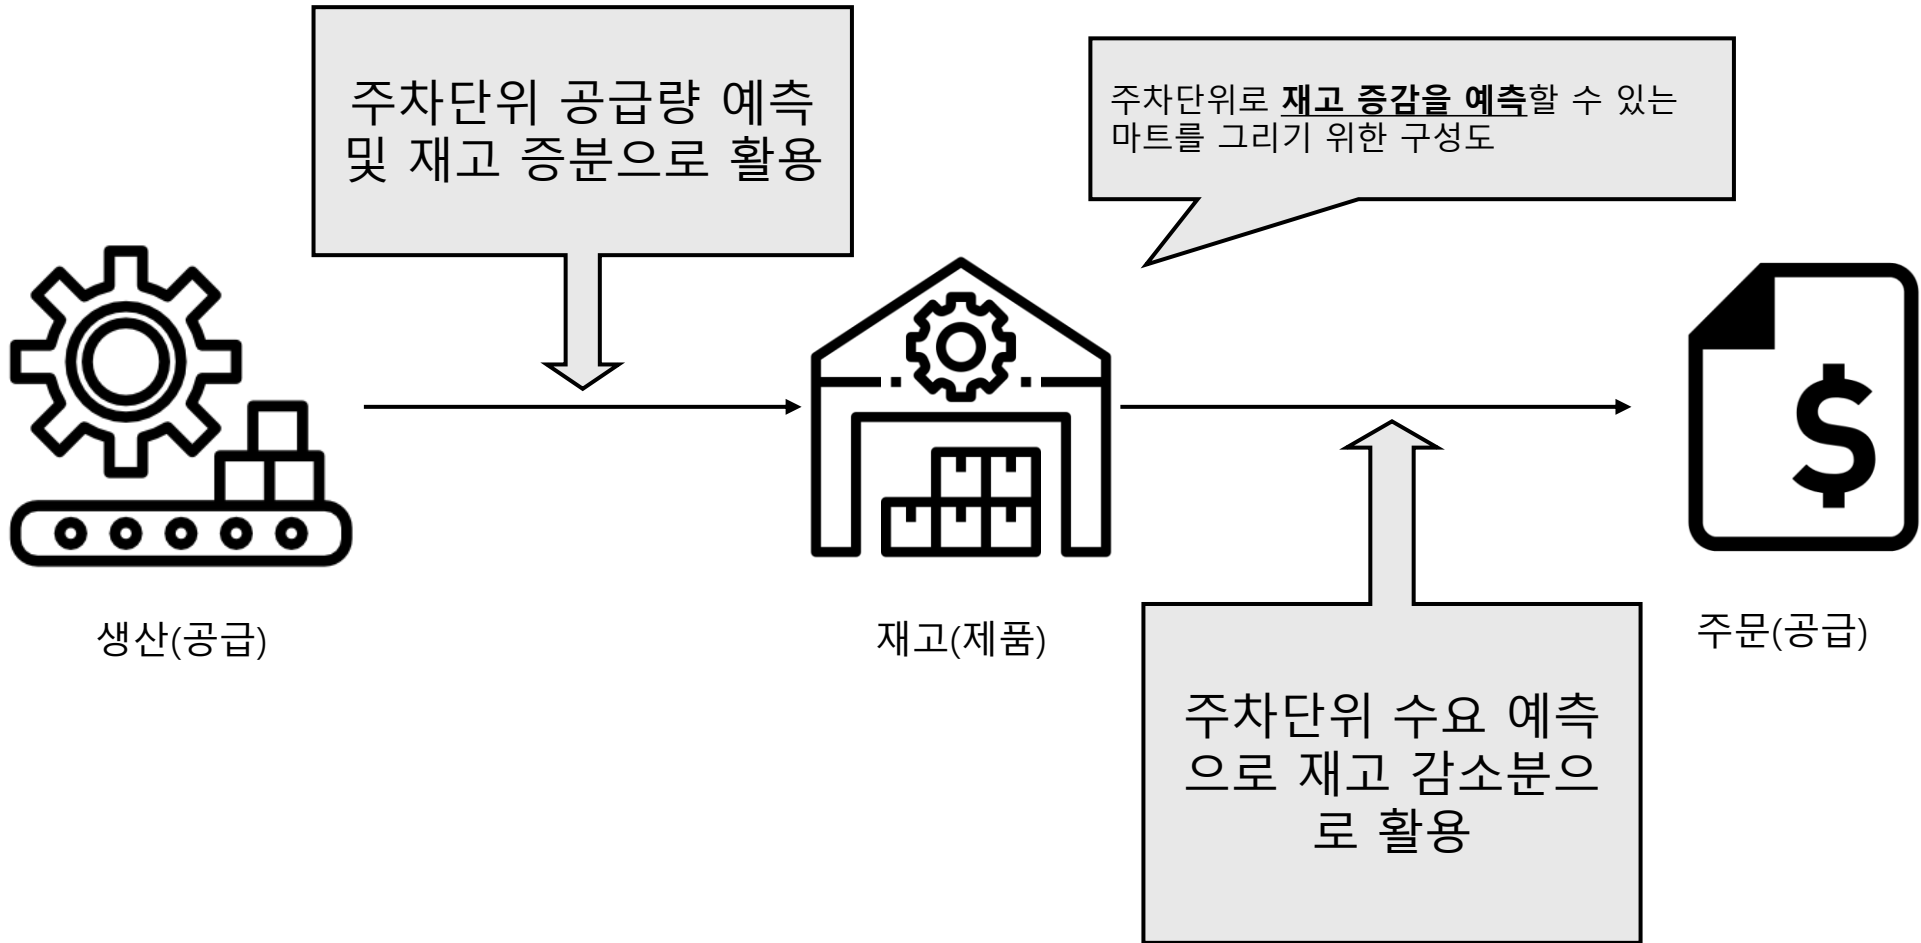 주차단위 공급량 예측
및 재고 증분으로 활용
주차단위로 재고 증감을 예측할 수 있는
마트를 그리기 위한 구성도
생산(공급)
재고(제품)
주문(공급)
주차단위 수요 예측
으로 재고 감소분으
로 활용